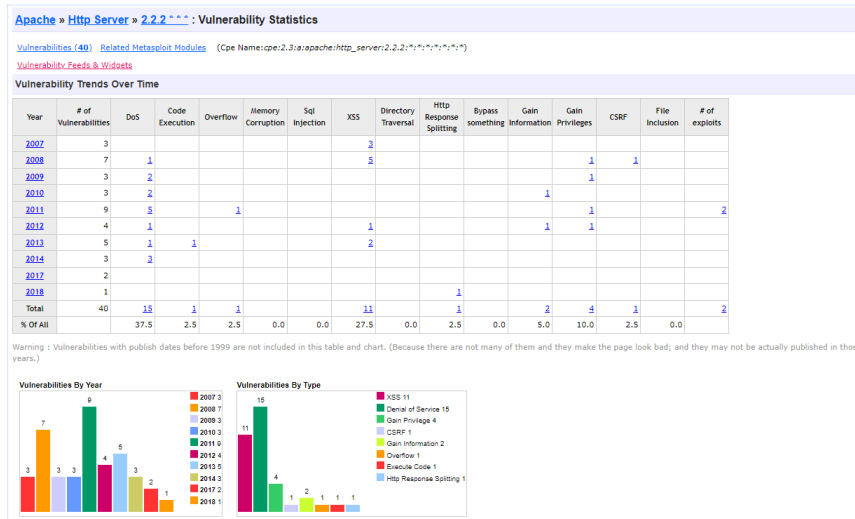 Apache » Http Server » 2.2.2 * * * : Vulnerability Statistics
Vulnerabilities (40) Related Metasploit Modules (Cpe Name:cpe:2.3:a:apache:http_server:2.2.2:*:*:*:*:*:*:*)
Vulnerability Feeds & Widgets
Vulnerability Trends Over Time
Year # of Vulnerabilities DoS Code Execution Overflow Memory Corruption Sql Injection XSS Directory Traversal Http Response Splitting Bypass something Gain Information Gain Privileges CSRF File Inclusion # of exploits
2007 3 3
2008 7 1 5 1 1
2009 3 2 1
2010 3 2 1
2011 9 5 1 1 2
2012 4 1 1 1 1
2013 5 1 1 2
2014 3 3
2017 2
2018 1 1
Total 40 15 1 1 11 1 2 4 1 2
% Of All 37.5 2.5 2.5 0.0 0.0 27.5 0.0 2.5 0.0 5.0 10.0 2.5 0.0
Warning : Vulnerabilities with publish dates before 1999 are not included in this table and chart. (Because there are not many of them and they make the page look bad; and they may not be actually published in those
years.)
Vulnerabilities By Year
3 7 3 3 9 4 5 3 2 1
2007 3
2008 7
2009 3
2010 3
2011 9
2012 4
2013 5
2014 3
2017 2
2018 1
Vulnerabilities By Type
11 15 4 1 2 1 1 1
XSS 11
Denial of Service 15
Gain Privilege 4
CSRF 1
Gain Information 2
Overflow 1
Execute Code 1
Http Response Splitting 1